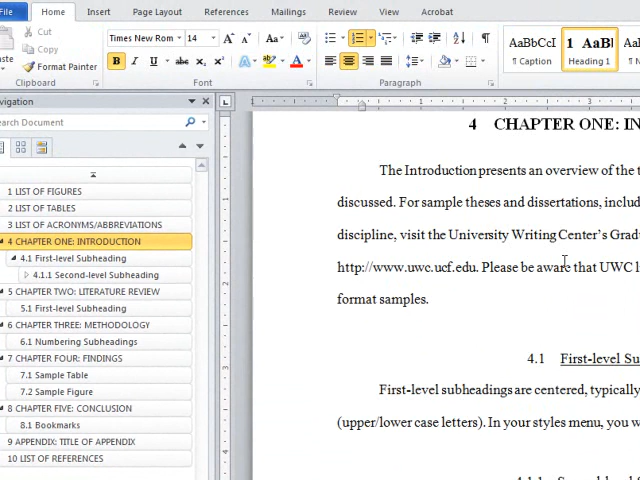 File Home Insert Page Layout References Mailings Review View Acrobat
Cut
Copy
Format Painter
Clipboard
Times New Rom 14
Font
Paragraph
AaBbCcI
¶ Caption
1 AaBl
Heading 1
Navigation
Search Document
1 LIST OF FIGURES
2 LIST OF TABLES
3 LIST OF ACRONYMS/ABBREVIATIONS
4 CHAPTER ONE: INTRODUCTION
4.1 First-level Subheading
4.1.1 Second-level Subheading
5 CHAPTER TWO: LITERATURE REVIEW
5.1 First-level Subheading
6 CHAPTER THREE: METHODOLOGY
6.1 Numbering Subheadings
7 CHAPTER FOUR: FINDINGS
7.1 Sample Table
7.2 Sample Figure
8 CHAPTER FIVE: CONCLUSION
8.1 Bookmarks
9 APPENDIX: TITLE OF APPENDIX
10 LIST OF REFERENCES
4 CHAPTER ONE: IN
The Introduction presents an overview of the t
discussed. For sample theses and dissertations, includ
discipline, visit the University Writing Center's Gradu
http://www.uwc.ucf.edu. Please be aware that UWC li
format samples.
4.1 First-level Su
First-level subheadings are centered, typically
(upper/lower case letters). In your styles menu, you w